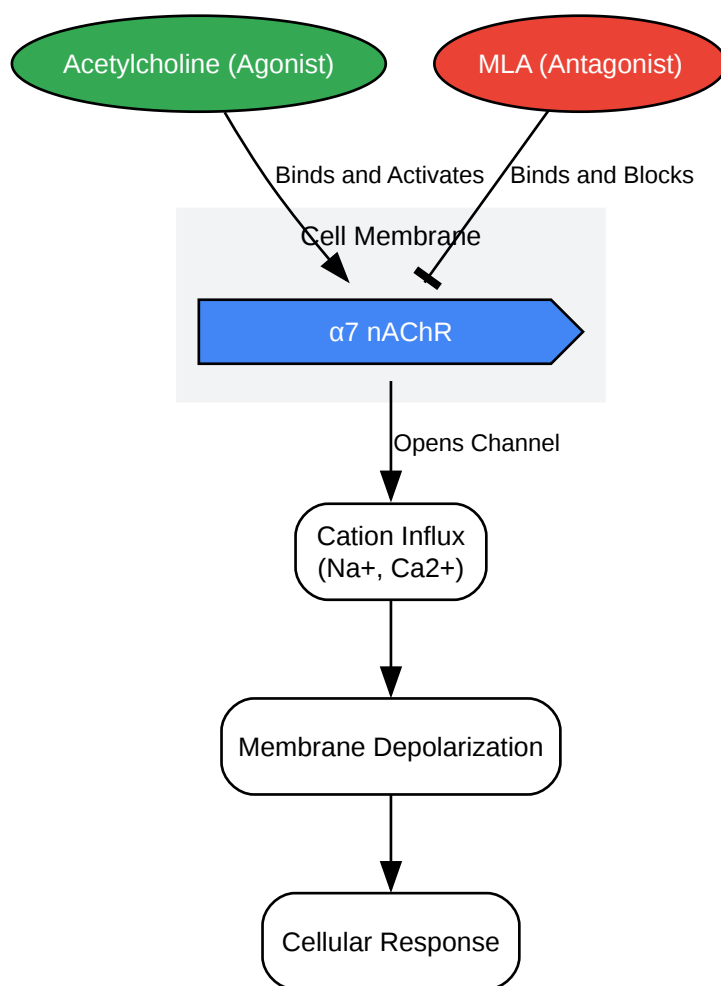 Acetylcholine (Agonist)
MLA (Antagonist)
Binds and Activates
Binds and Blocks
Cell Membrane
α7 nAChR
Opens Channel
Cation Influx
(Na+, Ca2+)
Membrane Depolarization
Cellular Response